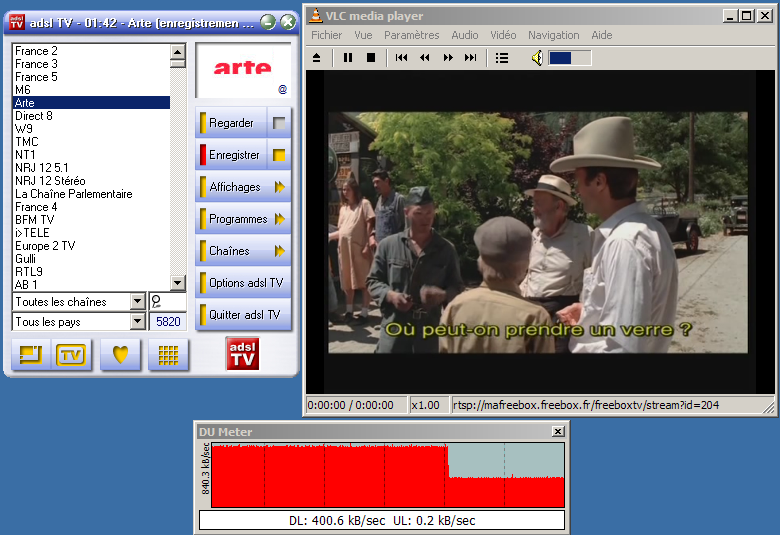 adsl TV - 01:42 - Arte (enregistremen ...
France 2
France 3
France 5
M6
Arte
Direct 8
W9
TMC
NT1
NRJ 12 5.1
NRJ 12 Stéréo
La Chaîne Parlementaire
France 4
BFM TV
i>TELE
Europe 2 TV
Gulli
RTL9
AB 1
Toutes les chaînes
Tous les pays
5820
arte
@
Regarder
Enregistrer
Affichages
Programmes
Chaînes
Options adsl TV
Quitter adsl TV
TV
adsl
TV
VLC media player
Fichier Vue Paramètres Audio Vidéo Navigation Aide
Où peut-on prendre un verre ?
0:00:00 / 0:00:00 x1.00 rtsp://mafreebox.freebox.fr/freeboxtv/stream?id=204
DU Meter
840.3 kB/sec
DL: 400.6 kB/sec UL: 0.2 kB/sec